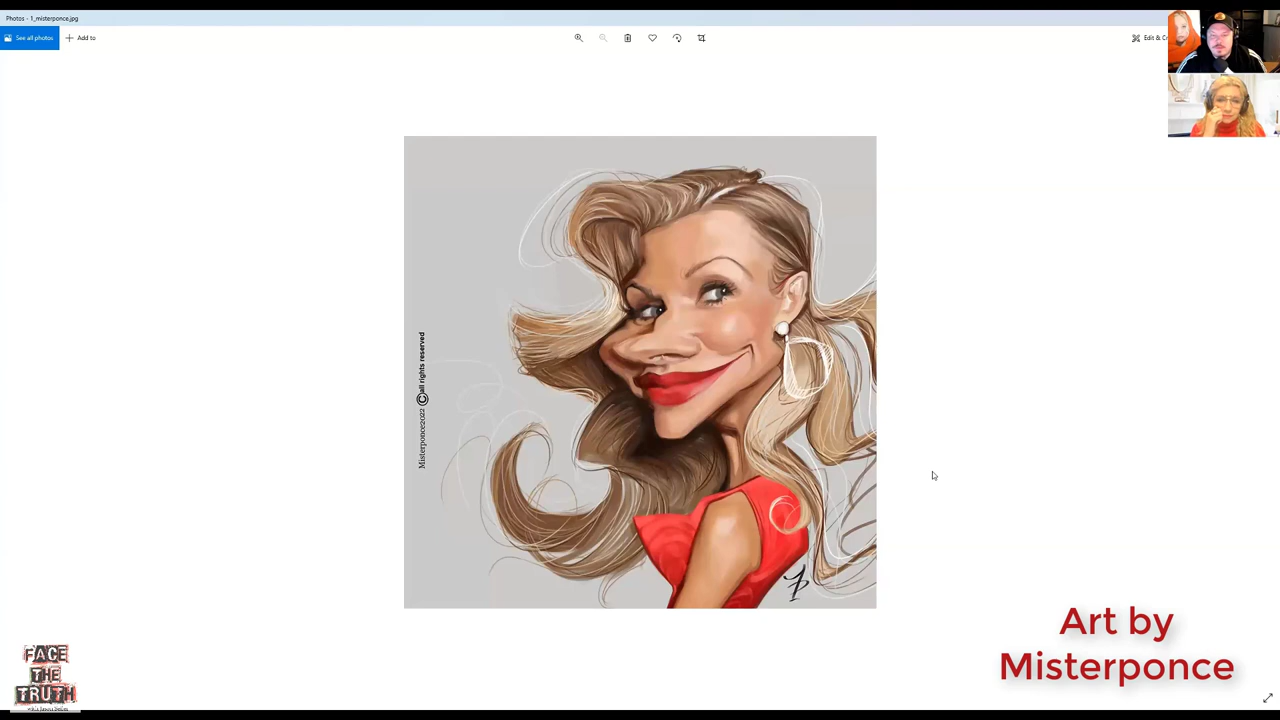 Photos - 1_misterponce.jpg
See all photos
Add to
Misterponce2022 ©all rights reserved
FACE
THE
TRUTH
Art by
Misterponce